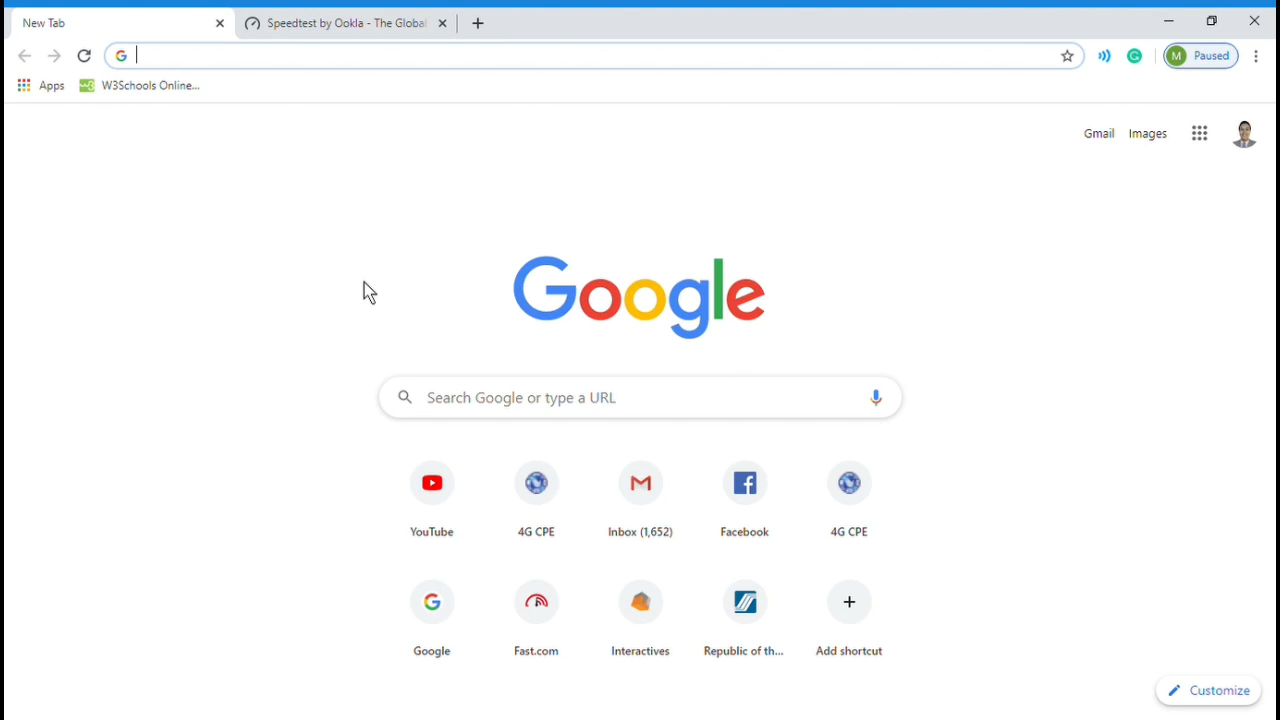 New Tab
Speedtest by Ookla - The Global
M Paused
Apps
W3Schools Online...
Gmail Images
Google
Search Google or type a URL
YouTube 4G CPE Inbox (1,652) Facebook 4G CPE
Google Fast.com Interactives Republic of th... Add shortcut
Customize